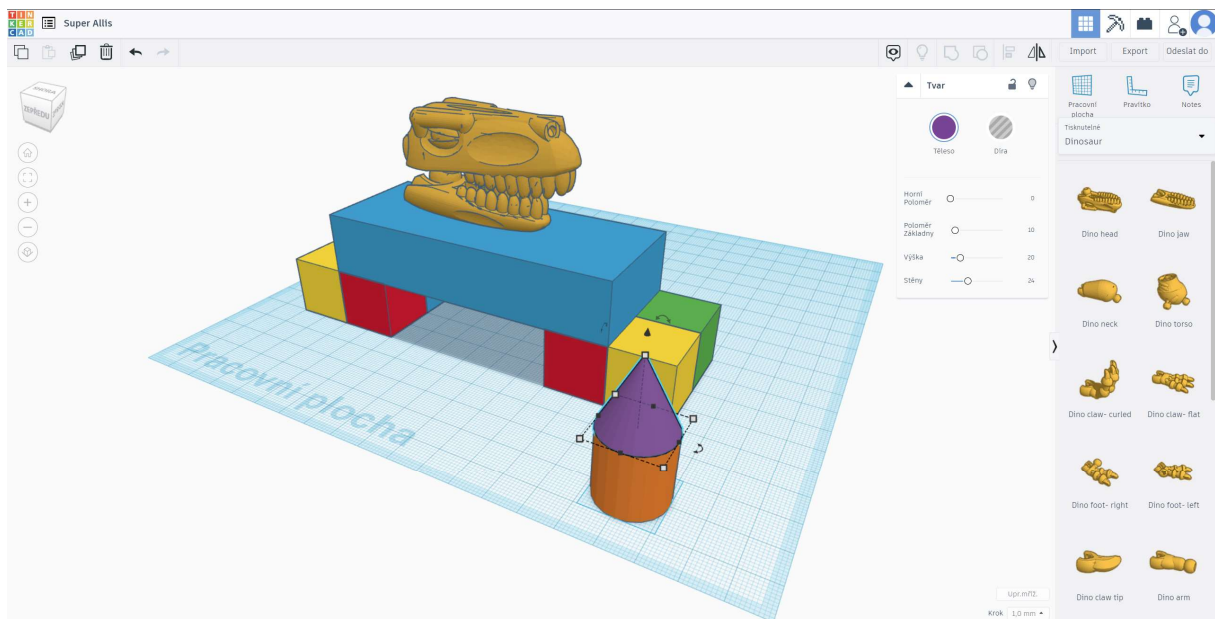 TIN
KER
CAD
Super Allis
Import
Export
Odeslat do
ZEPŘEDU
Pracovní plocha
Tvar
Těleso
Díra
Horní
Poloměr
0
Poloměr
Základny
10
Výška
20
Stěny
24
Pracovní
plocha
Pravítko
Notes
Tisknutelné
Dinosaur
Dino head
Dino jaw
Dino neck
Dino torso
Dino claw- curled
Dino claw- flat
Dino foot- right
Dino foot- left
Dino claw tip
Dino arm
Upr.mříž.
Krok 1,0 mm